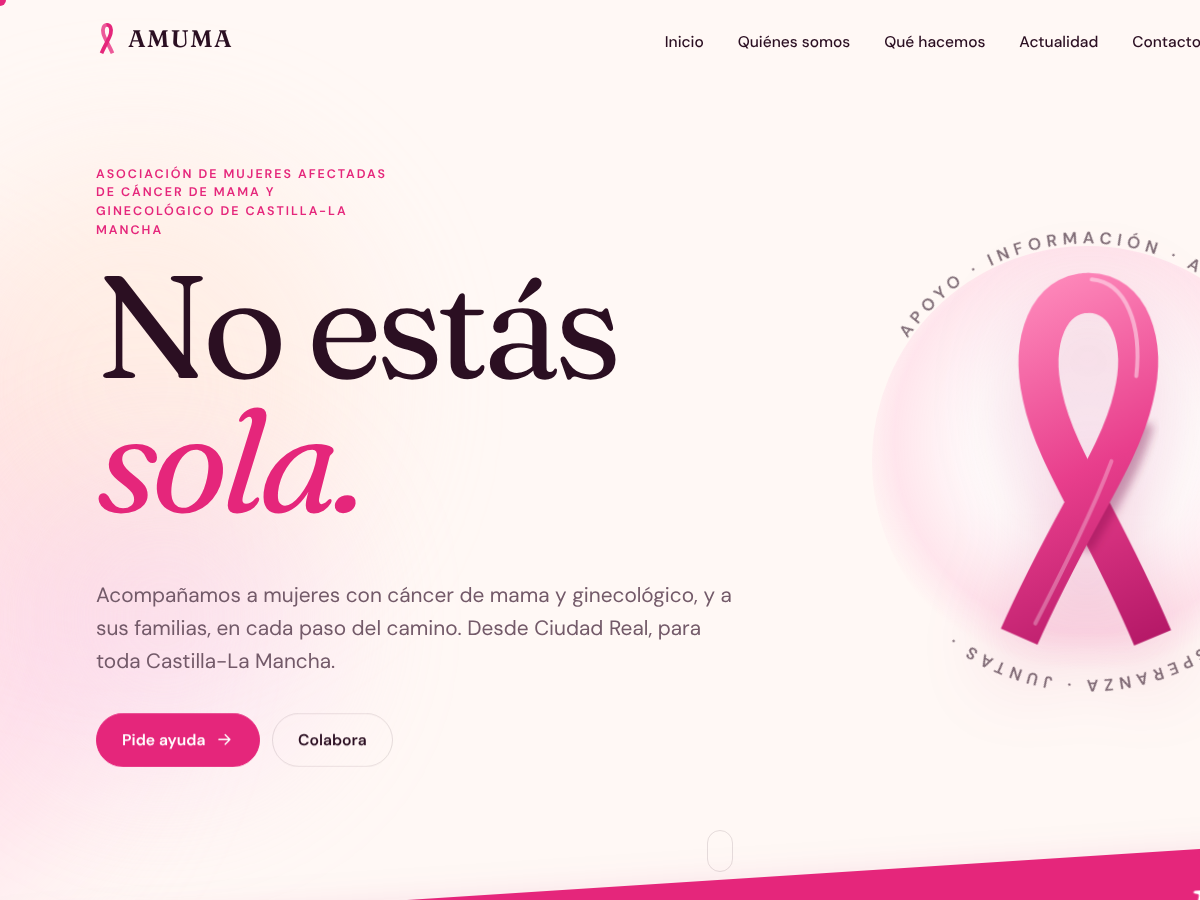 AMUMA
Inicio Quiénes somos Qué hacemos Actualidad Contacto
ASOCIACIÓN DE MUJERES AFECTADAS
DE CÁNCER DE MAMA Y
GINECOLÓGICO DE CASTILLA-LA
MANCHA
No estás
sola.
Acompañamos a mujeres con cáncer de mama y ginecológico, y a
sus familias, en cada paso del camino. Desde Ciudad Real, para
toda Castilla-La Mancha.
Pide ayuda →
Colabora
APOYO · INFORMACIÓN ·
· JUNTAS ·